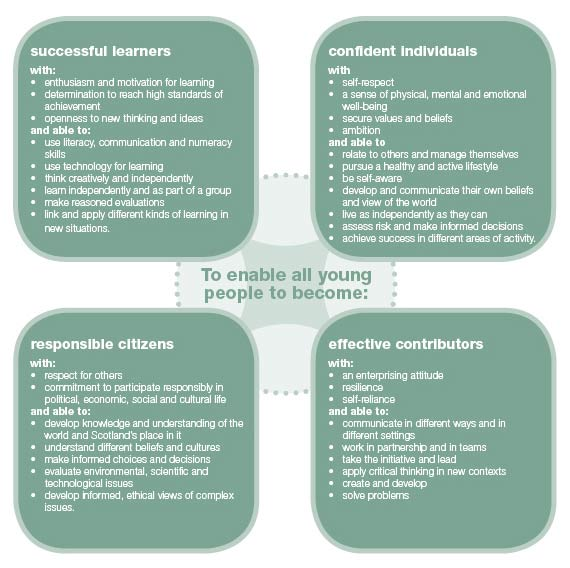 successful learners
with:
• enthusiasm and motivation for learning
• determination to reach high standards of
achievement
• openness to new thinking and ideas
and able to:
• use literacy, communication and numeracy
skills
• use technology for learning
• think creatively and independently
• learn independently and as part of a group
• make reasoned evaluations
• link and apply different kinds of learning in
new situations.
confident individuals
with
• self-respect
• a sense of physical, mental and emotional
well-being
• secure values and beliefs
• ambition
and able to
• relate to others and manage themselves
• pursue a healthy and active lifestyle
• be self-aware
• develop and communicate their own beliefs
and view of the world
• live as independently as they can
• assess risk and make informed decisions
• achieve success in different areas of activity.
To enable all young
people to become:
responsible citizens
with:
• respect for others
• commitment to participate responsibly in
political, economic, social and cultural life
and able to:
• develop knowledge and understanding of the
world and Scotland's place in it
• understand different beliefs and cultures
• make informed choices and decisions
• evaluate environmental, scientific and
technological issues
• develop informed, ethical views of complex
issues.
effective contributors
with:
• an enterprising attitude
• resilience
• self-reliance
and able to:
• communicate in different ways and in
different settings
• work in partnership and in teams
• take the initiative and lead
• apply critical thinking in new contexts
• create and develop
• solve problems